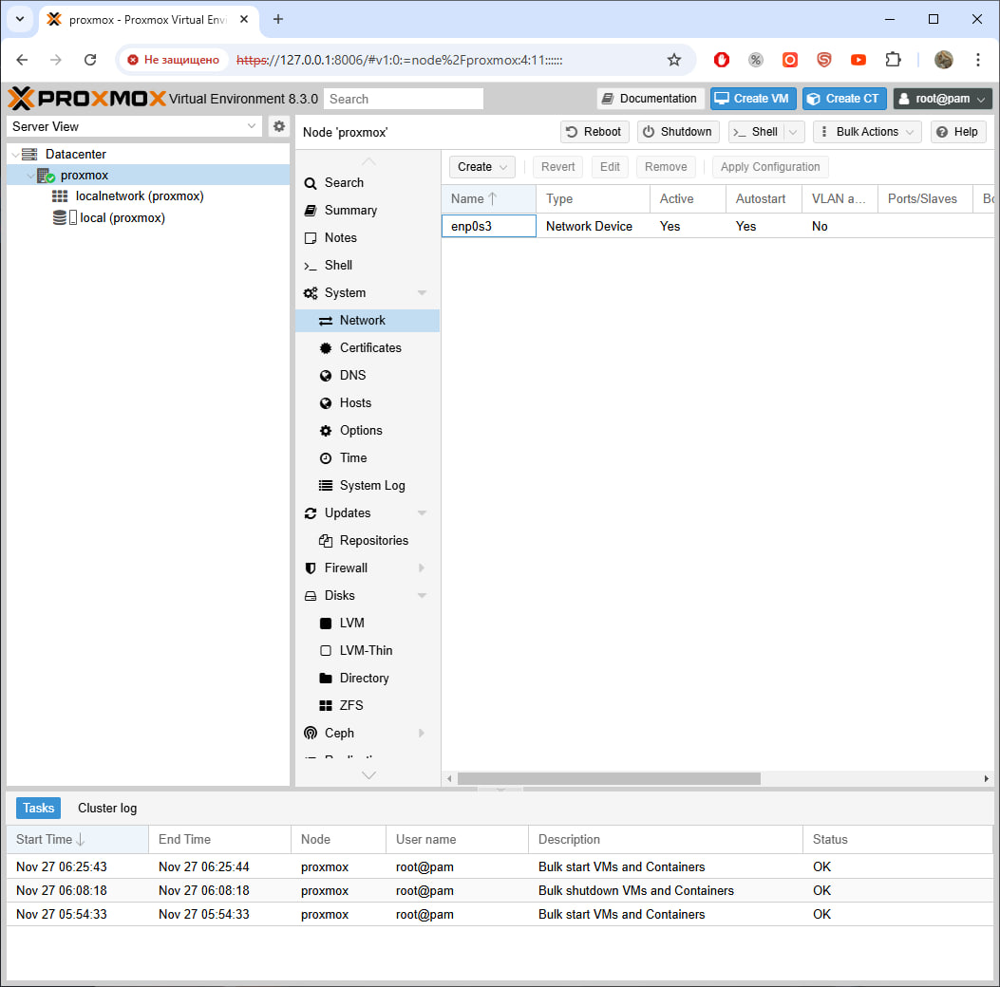 proxmox - Proxmox Virtual Envi
Не защищено https://127.0.0.1:8006/#v1:0:=node%2Fproxmox:4:11::::::
PROXMOX Virtual Environment 8.3.0 Search Documentation Create VM Create CT root@pam
Server View
Node 'proxmox' Reboot Shutdown Shell Bulk Actions Help
Datacenter
proxmox
localnetwork (proxmox)
local (proxmox)
Search
Summary
Notes
Shell
System
Network
Certificates
DNS
Hosts
Options
Time
System Log
Updates
Repositories
Firewall
Disks
LVM
LVM-Thin
Directory
ZFS
Ceph
Create Revert Edit Remove Apply Configuration
Name Type Active Autostart VLAN a... Ports/Slaves Bo
enp0s3 Network Device Yes Yes No
Tasks Cluster log
Start Time End Time Node User name Description Status
Nov 27 06:25:43 Nov 27 06:25:44 proxmox root@pam Bulk start VMs and Containers OK
Nov 27 06:08:18 Nov 27 06:08:18 proxmox root@pam Bulk shutdown VMs and Containers OK
Nov 27 05:54:33 Nov 27 05:54:33 proxmox root@pam Bulk start VMs and Containers OK